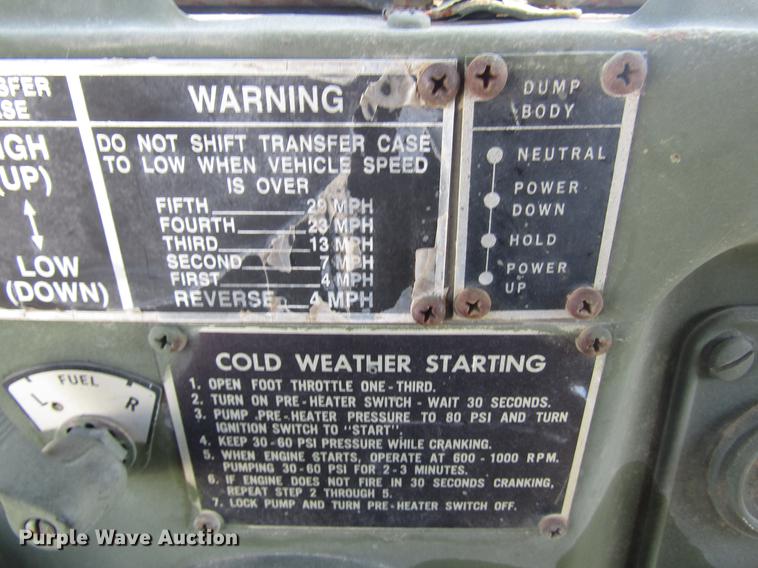 SFER
SE
WARNING
DO NOT SHIFT TRANSFER CASE
TO LOW WHEN VEHICLE SPEED
IS OVER
FIFTH 29 MPH
FOURTH 23 MPH
THIRD 13 MPH
SECOND 7 MPH
FIRST 4 MPH
REVERSE 4 MPH
IGH
(UP)
LOW
(DOWN)
DUMP
BODY
NEUTRAL
POWER
DOWN
HOLD
POWER
UP
FUEL
L R
COLD WEATHER STARTING
1. OPEN FOOT THROTTLE ONE-THIRD.
2. TURN ON PRE-HEATER SWITCH - WAIT 30 SECONDS.
3. PUMP PRE-HEATER PRESSURE TO 80 PSI AND TURN
IGNITION SWITCH TO "START".
4. KEEP 30-60 PSI PRESSURE WHILE CRANKING.
5. WHEN ENGINE STARTS, OPERATE AT 600 - 1000 RPM.
PUMPING 30-60 PSI FOR 2-3 MINUTES.
6. IF ENGINE DOES NOT FIRE IN 30 SECONDS CRANKING,
REPEAT STEP 2 THROUGH 5.
7. LOCK PUMP AND TURN PRE-HEATER SWITCH OFF.
Purple Wave Auction